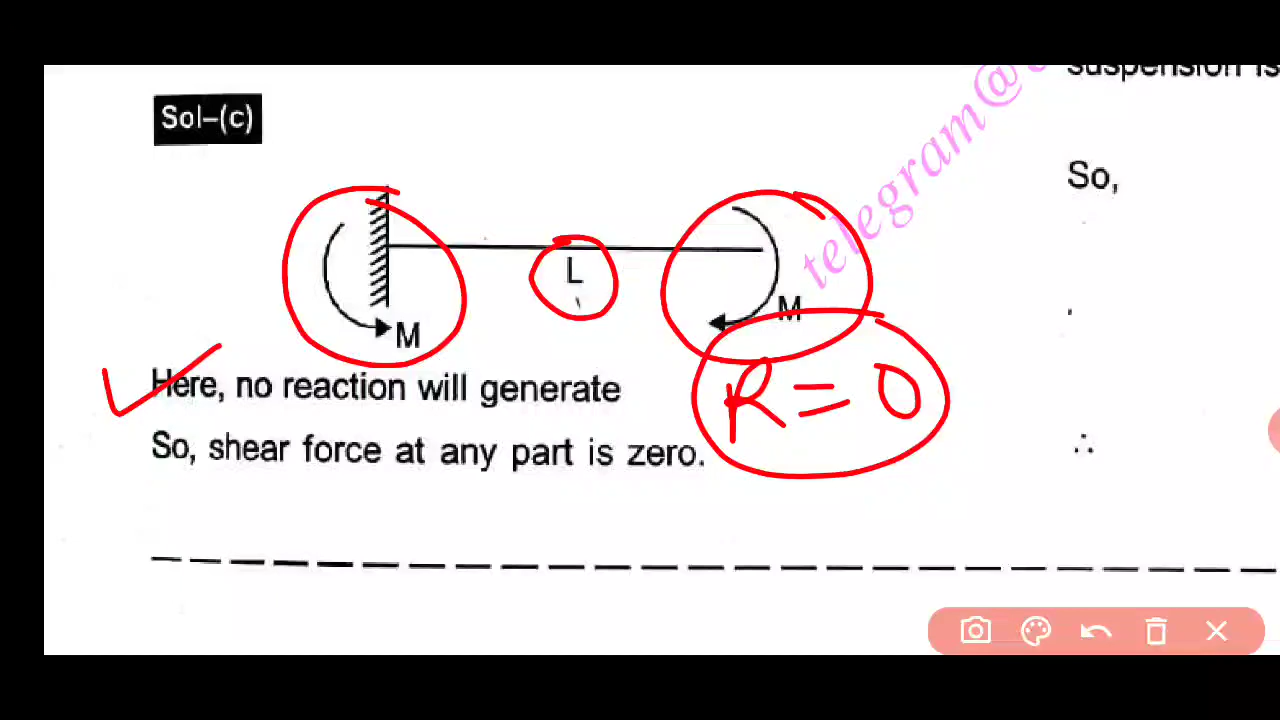 suspension is
Sol–(c)
telegram@
So,
L
M
M
Here, no reaction will generate
R = 0
So, shear force at any part is zero.
∴